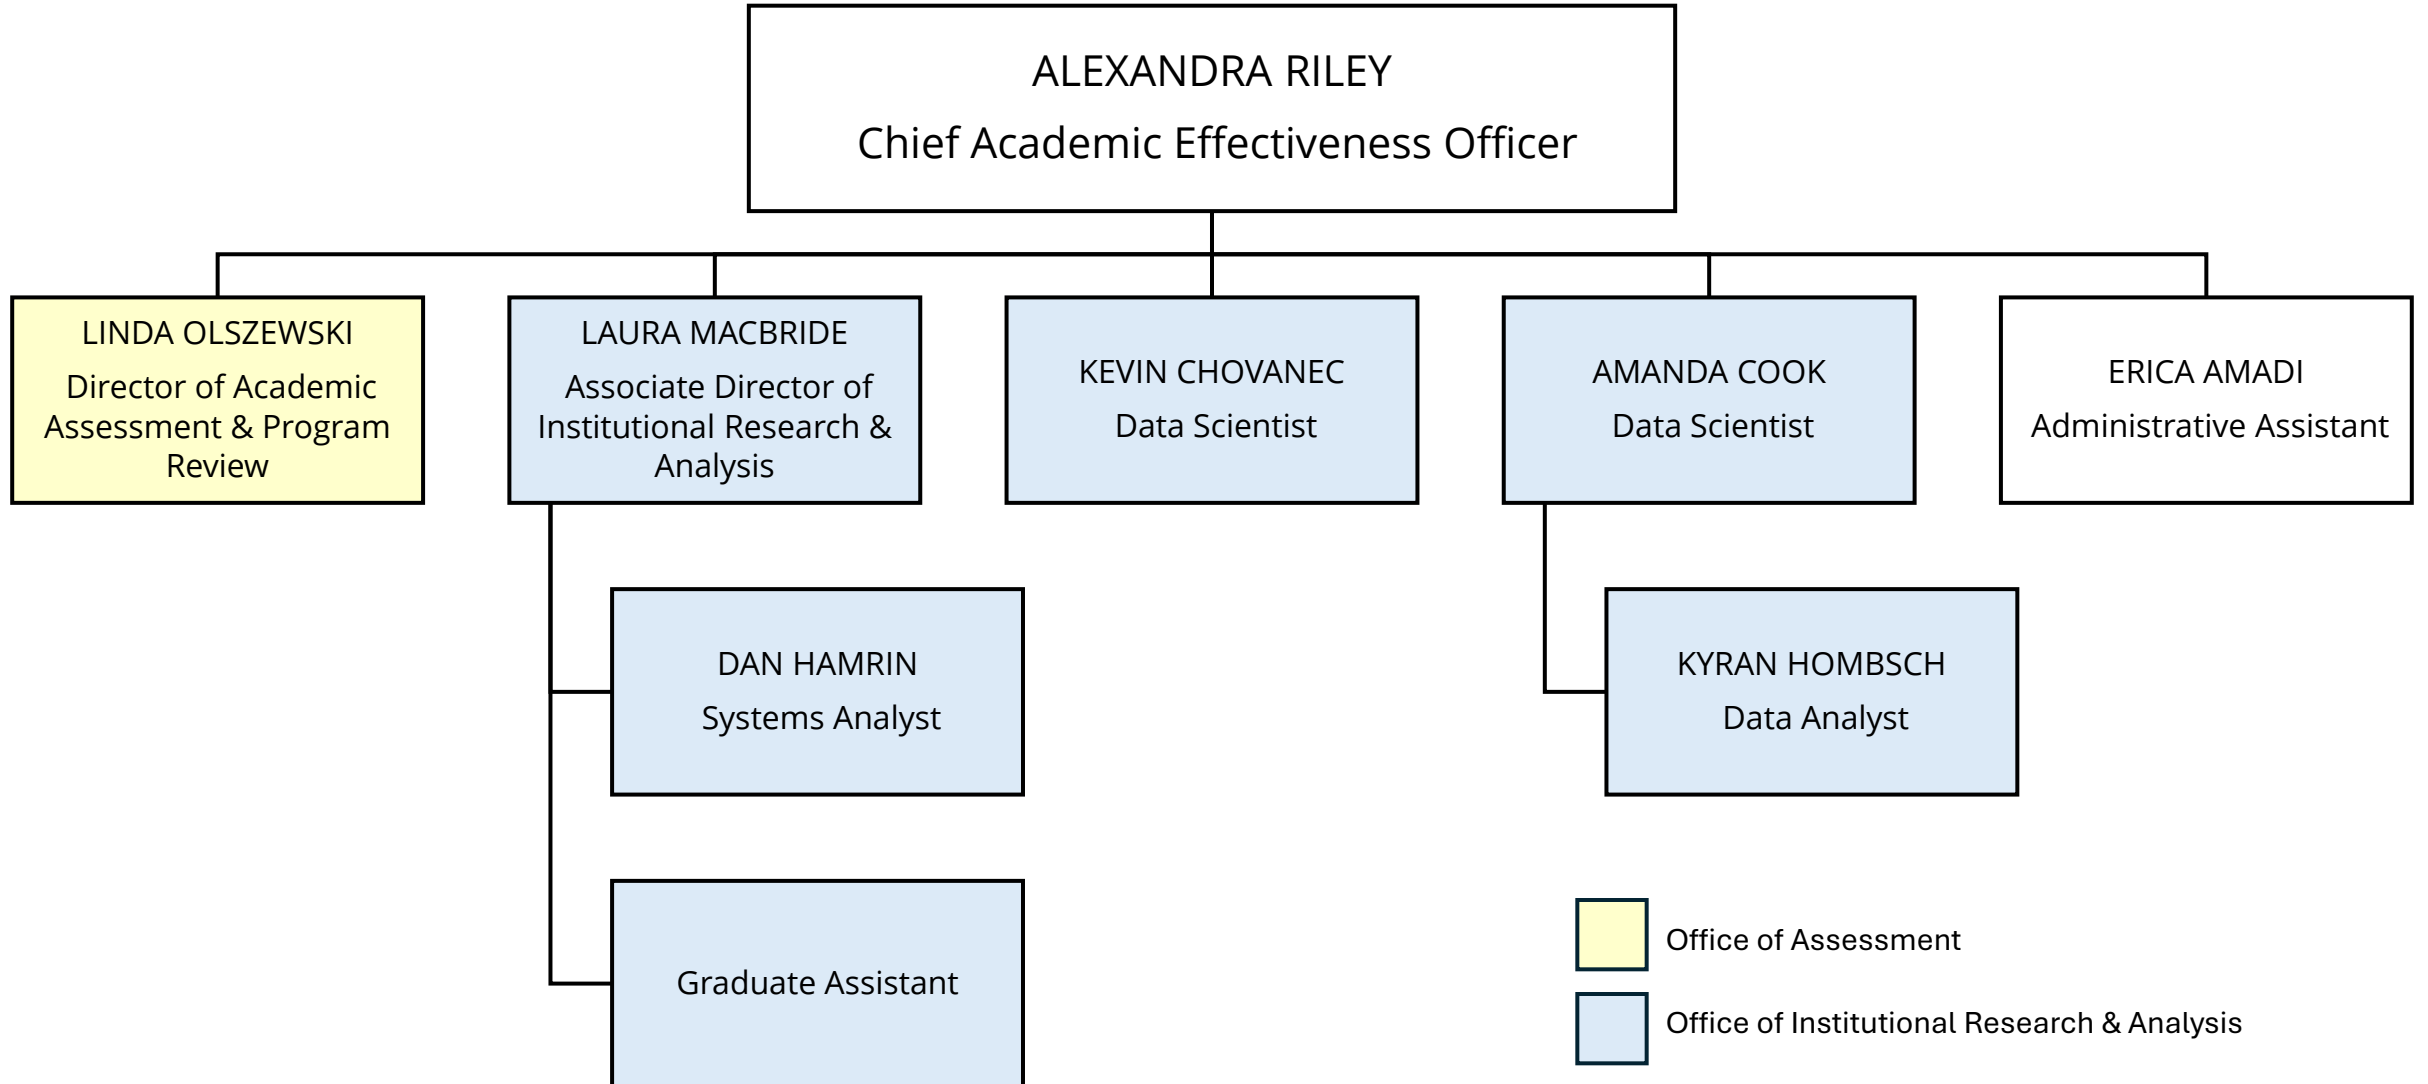 ALEXANDRA RILEY
Chief Academic Effectiveness Officer
LINDA OLSZEWSKI
Director of Academic
Assessment & Program
Review
LAURA MACBRIDE
Associate Director of
Institutional Research &
Analysis
KEVIN CHOVANEC
Data Scientist
AMANDA COOK
Data Scientist
ERICA AMADI
Administrative Assistant
DAN HAMRIN
Systems Analyst
KYRAN HOMBSCH
Data Analyst
Graduate Assistant
Office of Assessment
Office of Institutional Research & Analysis